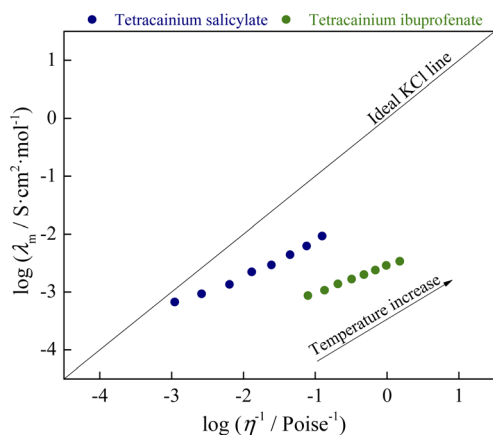 Tetracainium salicylate Tetracainium ibuprofenate
log (λm / S·cm²·mol⁻¹)
1
0
-1
-2
-3
-4
Ideal KCl line
Temperature increase
-4 -3 -2 -1 0 1
log (η⁻¹ / Poise⁻¹)